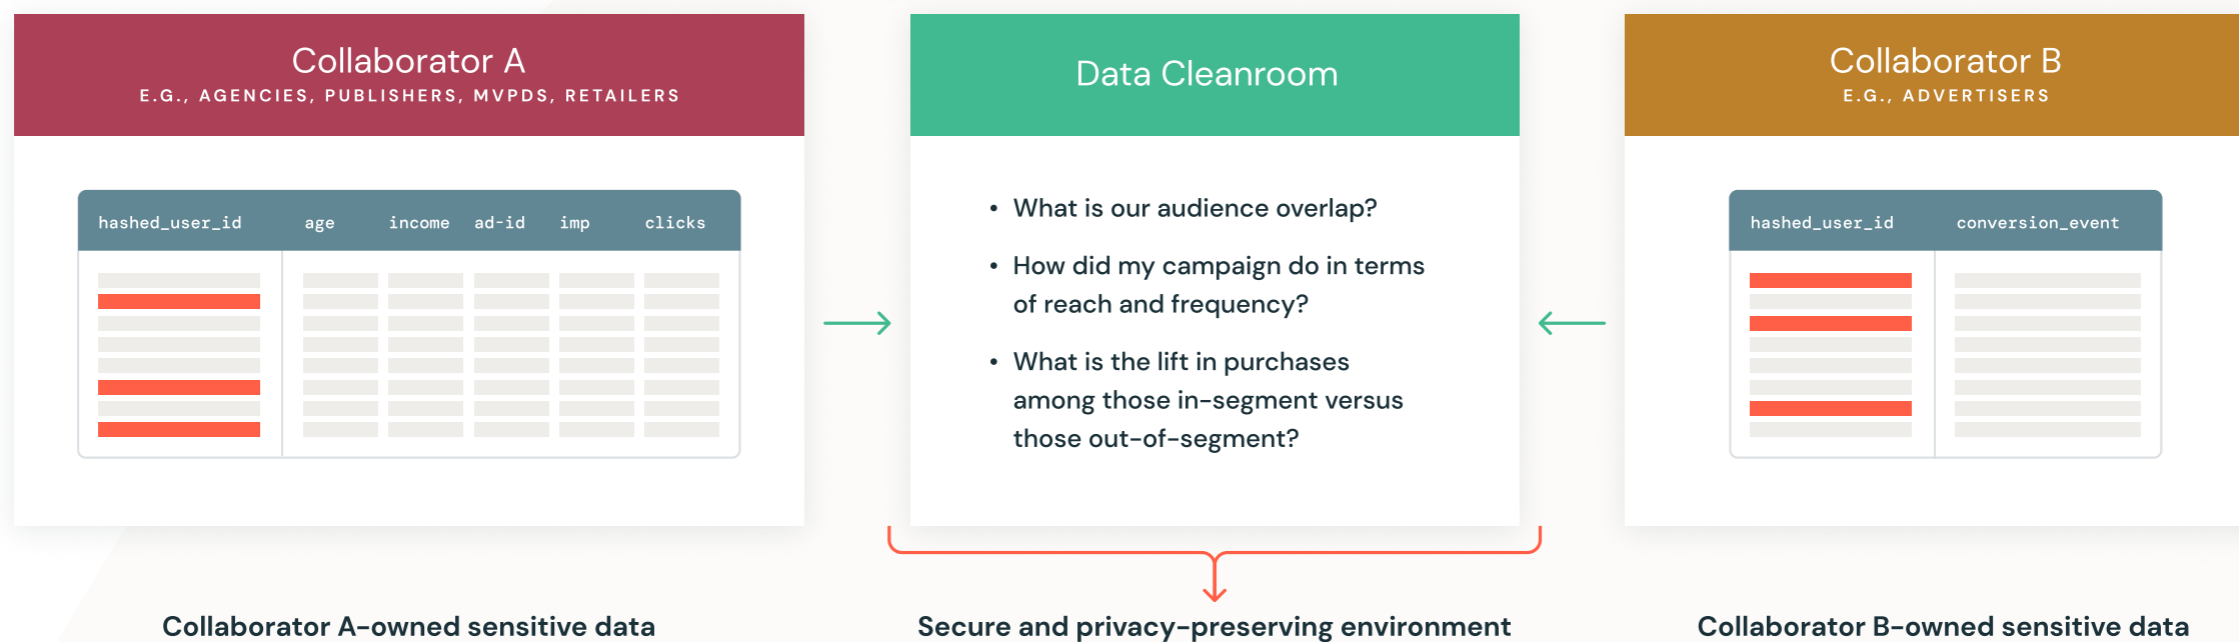 Collaborator A
E.G., AGENCIES, PUBLISHERS, MVPDS, RETAILERS
hashed_user_id age income ad-id imp clicks
Collaborator A-owned sensitive data
Data Cleanroom
• What is our audience overlap?
• How did my campaign do in terms
of reach and frequency?
• What is the lift in purchases
among those in-segment versus
those out-of-segment?
Secure and privacy-preserving environment
Collaborator B
E.G., ADVERTISERS
hashed_user_id conversion_event
Collaborator B-owned sensitive data